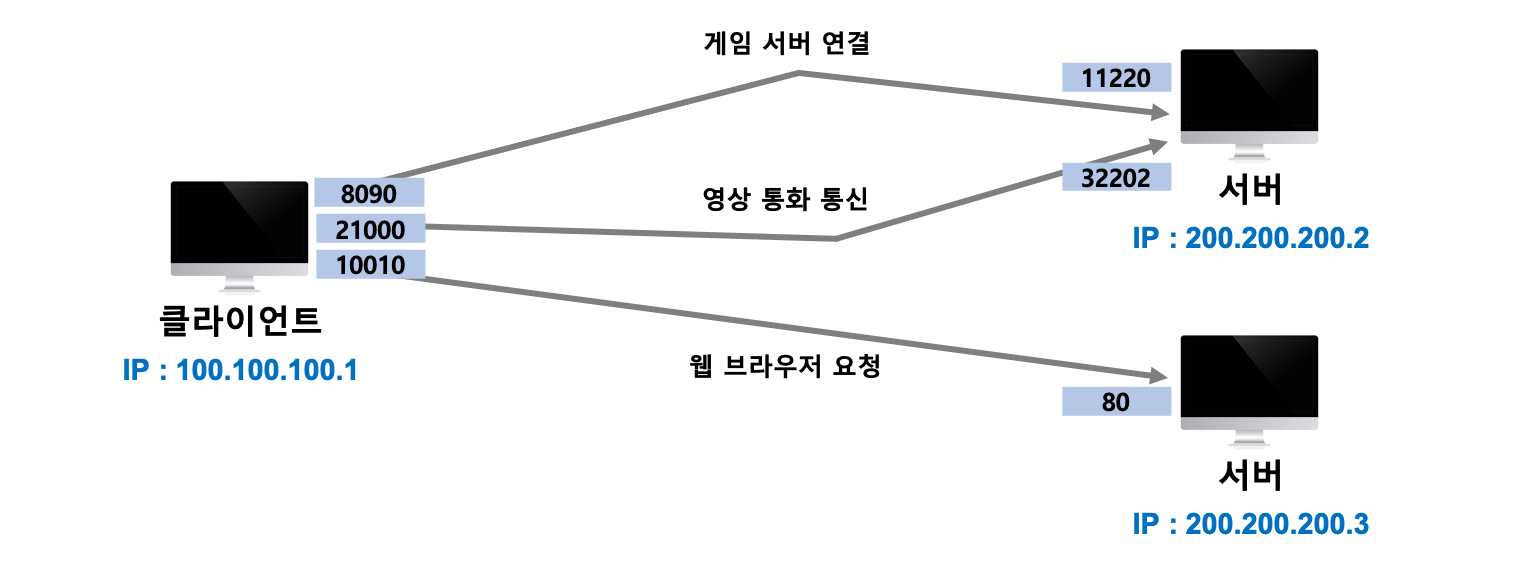 게임 서버 연결
11220
8090
21000
10010
영상 통화 통신
32202
서버
IP : 200.200.200.2
클라이언트
IP : 100.100.100.1
웹 브라우저 요청
80
서버
IP : 200.200.200.3